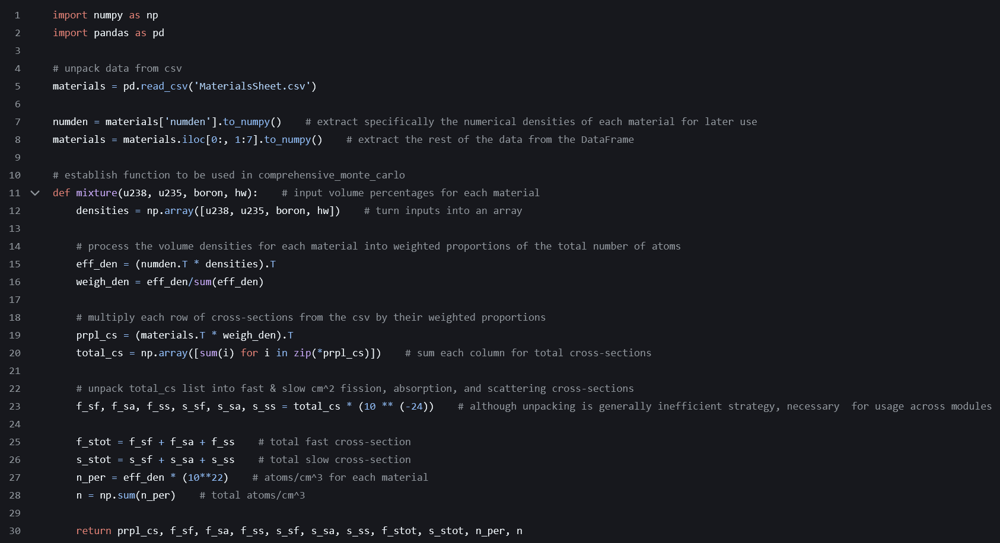 1 import numpy as np
2 import pandas as pd
3
4 # unpack data from csv
5 materials = pd.read_csv('MaterialsSheet.csv')
6
7 numden = materials['numden'].to_numpy()    # extract specifically the numerical densities of each material for later use
8 materials = materials.iloc[0:, 1:7].to_numpy()    # extract the rest of the data from the DataFrame
9
10 # establish function to be used in comprehensive_monte_carlo
11 def mixture(u238, u235, boron, hw):    # input volume percentages for each material
12     densities = np.array([u238, u235, boron, hw])    # turn inputs into an array
13
14     # process the volume densities for each material into weighted proportions of the total number of atoms
15     eff_den = (numden.T * densities).T
16     weigh_den = eff_den/sum(eff_den)
17
18     # multiply each row of cross-sections from the csv by their weighted proportions
19     prpl_cs = (materials.T * weigh_den).T
20     total_cs = np.array([sum(i) for i in zip(*prpl_cs)])    # sum each column for total cross-sections
21
22     # unpack total_cs list into fast & slow cm^2 fission, absorption, and scattering cross-sections
23     f_sf, f_sa, f_ss, s_sf, s_sa, s_ss = total_cs * (10 ** (-24))    # although unpacking is generally inefficient strategy, necessary  for usage across modules
24
25     f_stot = f_sf + f_sa + f_ss    # total fast cross-section
26     s_stot = s_sf + s_sa + s_ss    # total slow cross-section
27     n_per = eff_den * (10**22)    # atoms/cm^3 for each material
28     n = np.sum(n_per)    # total atoms/cm^3
29
30     return prpl_cs, f_sf, f_sa, f_ss, s_sf, s_sa, s_ss, f_stot, s_stot, n_per, n